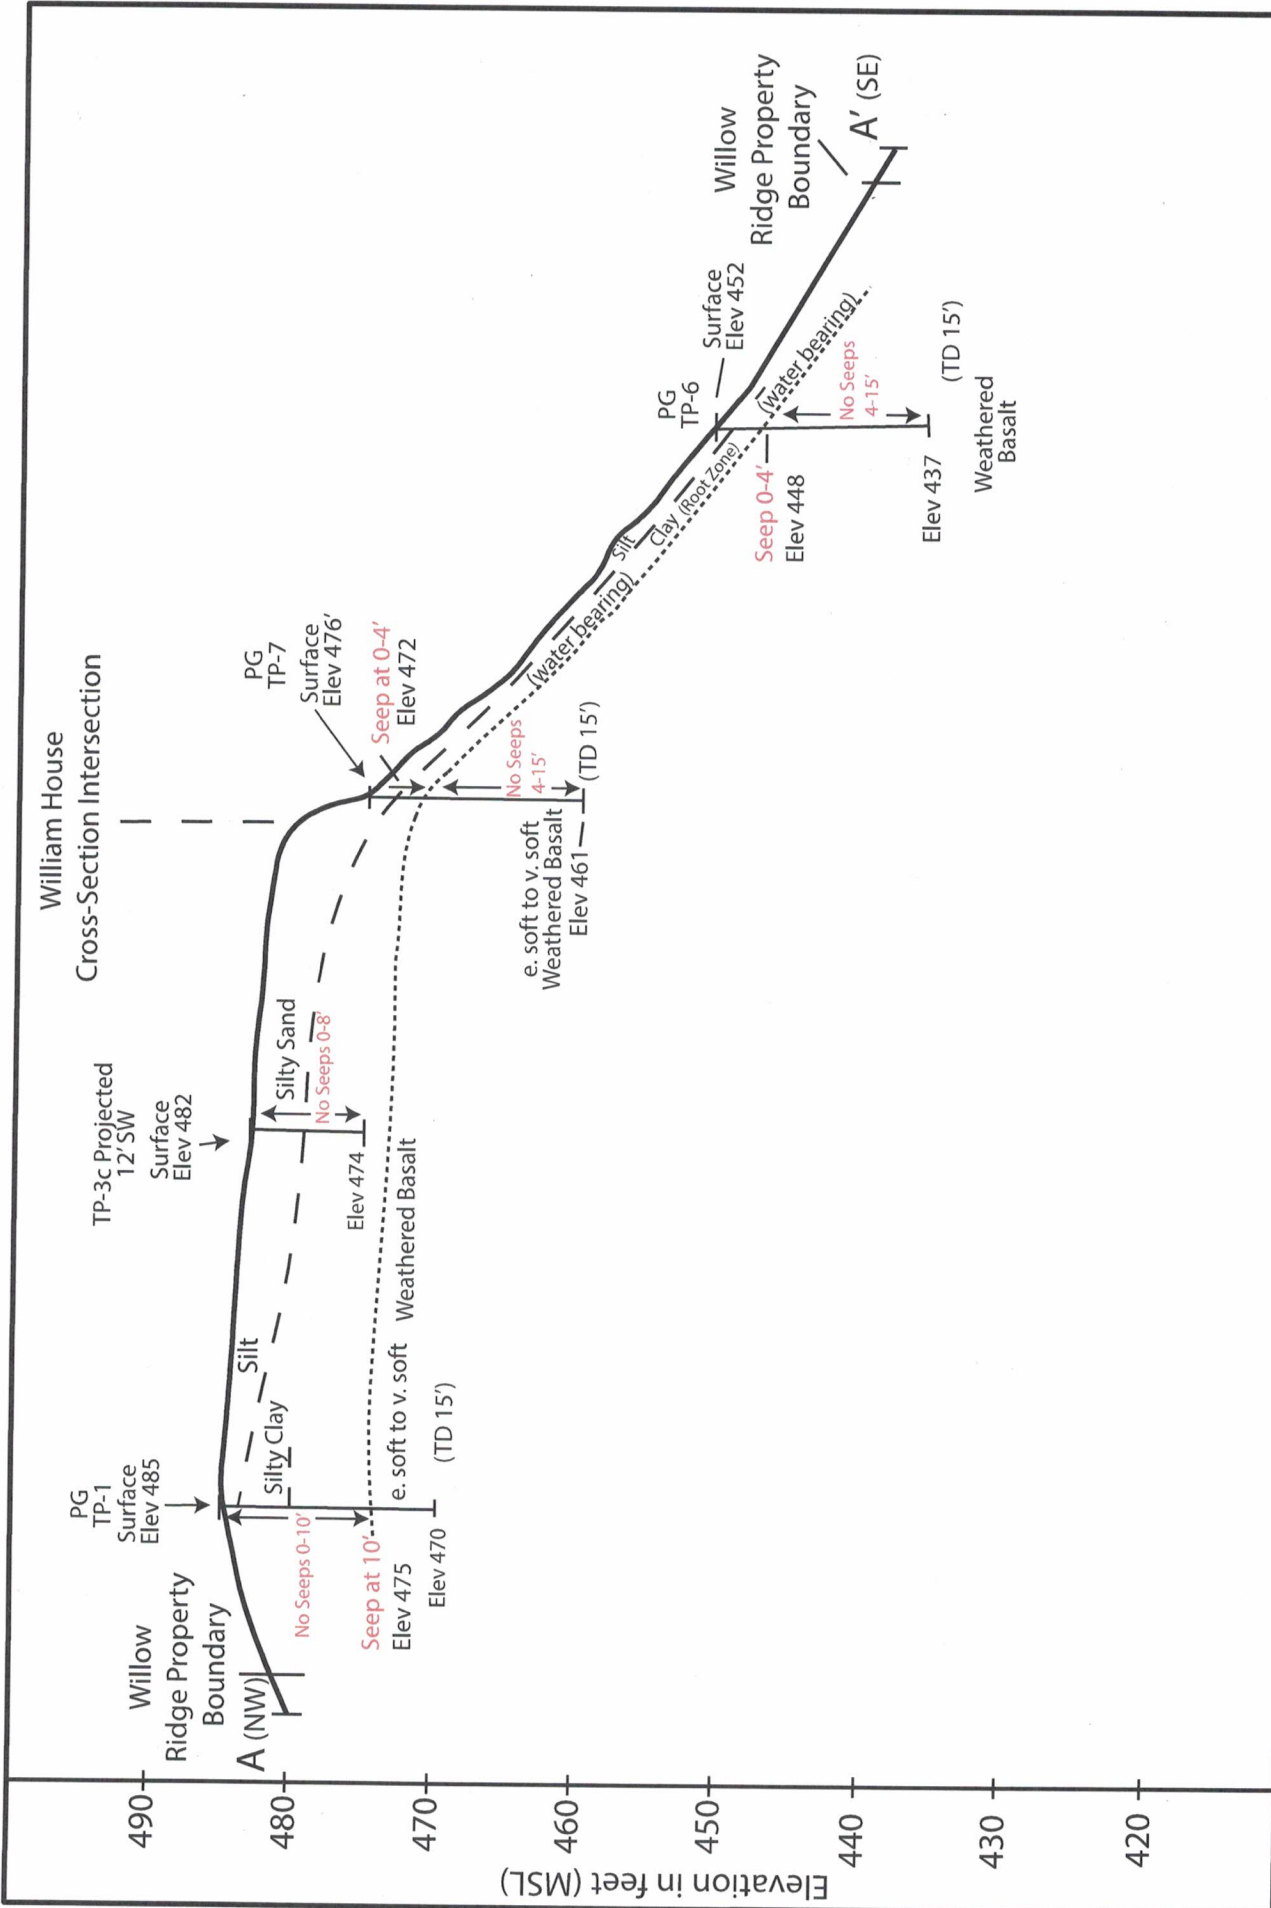 William House
Cross-Section Intersection
PG
TP-1
Surface
Elev 485
TP-3c Projected
12' SW
Surface
Elev 482
PG
TP-7
Surface
Elev 476'
Seep at 0-4'
Elev 472
PG
TP-6
Surface
Elev 452
Willow
Ridge Property
Boundary
A' (SE)
Willow
Ridge Property
Boundary
A (NW)
Silt
Silty Clay
Silty Sand
No Seeps 0-10'
No Seeps 0-8'
Seep at 10'
Elev 475
Elev 470
(TD 15')
e. soft to v. soft
Weathered Basalt
Elev 474
e. soft to v. soft
Weathered Basalt
Elev 461
No Seeps
4-15'
(TD 15')
(water bearing)
Silt
Clay (Root Zone)
(water bearing)
Seep 0-4'
Elev 448
No Seeps
4-15'
Elev 437
(TD 15')
Weathered
Basalt
490
480
470
460
450
440
430
420
Elevation in feet (MSL)